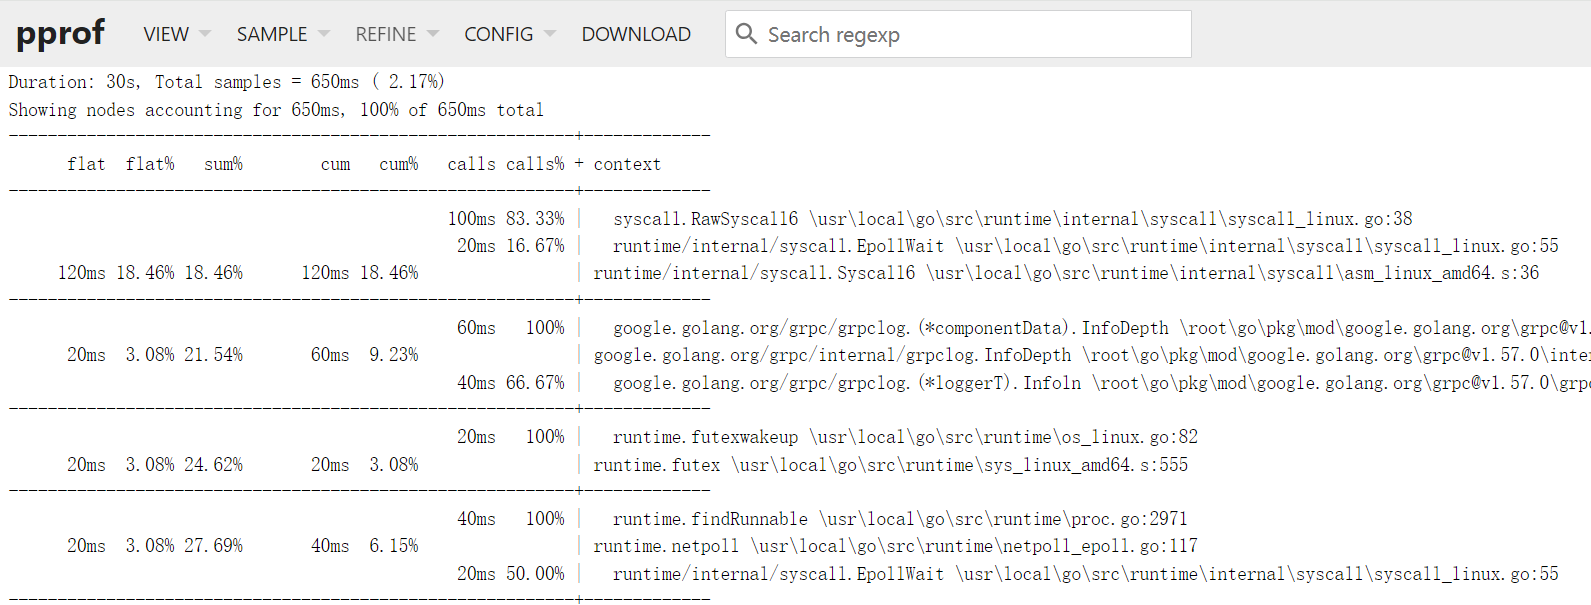 pprof VIEW SAMPLE REFINE CONFIG DOWNLOAD Search regexp
Duration: 30s, Total samples = 650ms ( 2.17%)
Showing nodes accounting for 650ms, 100% of 650ms total
----------------------------------------------------------+-------------
flat flat% sum% cum cum% calls calls% + context
----------------------------------------------------------+-------------
100ms 83.33% | syscall.RawSyscall6 \usr\local\go\src\runtime\internal\syscall\syscall_linux.go:38
20ms 16.67% | runtime/internal/syscall.EpollWait \usr\local\go\src\runtime\internal\syscall\syscall_linux.go:55
120ms 18.46% 18.46% 120ms 18.46% | runtime/internal/syscall.Syscall6 \usr\local\go\src\runtime\internal\syscall\asm_linux_amd64.s:36
----------------------------------------------------------+-------------
60ms 100% | google.golang.org/grpc/grpclog.(*componentData).InfoDepth \root\go\pkg\mod\google.golang.org\grpc@v1.
20ms 3.08% 21.54% 60ms 9.23% | google.golang.org/grpc/internal/grpclog.InfoDepth \root\go\pkg\mod\google.golang.org\grpc@v1.57.0\inte
40ms 66.67% | google.golang.org/grpc/grpclog.(*loggerT).Infoln \root\go\pkg\mod\google.golang.org\grpc@v1.57.0\grpc
----------------------------------------------------------+-------------
20ms 100% | runtime.futexwakeup \usr\local\go\src\runtime\os_linux.go:82
20ms 3.08% 24.62% 20ms 3.08% | runtime.futex \usr\local\go\src\runtime\sys_linux_amd64.s:555
----------------------------------------------------------+-------------
40ms 100% | runtime.findRunnable \usr\local\go\src\runtime\proc.go:2971
20ms 3.08% 27.69% 40ms 6.15% | runtime.netpoll \usr\local\go\src\runtime\netpoll_epoll.go:117
20ms 50.00% | runtime/internal/syscall.EpollWait \usr\local\go\src\runtime\internal\syscall\syscall_linux.go:55
----------------------------------------------------------+-------------